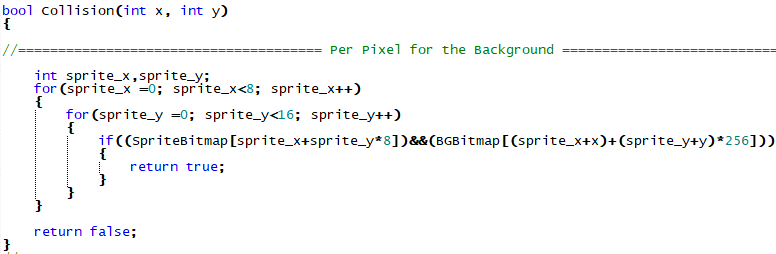 bool Collision(int x, int y)
{
//====================================== Per Pixel for the Background ===========================
int sprite_x,sprite_y;
for(sprite_x =0; sprite_x<8; sprite_x++)
{
for(sprite_y =0; sprite_y<16; sprite_y++)
{
if((SpriteBitmap[sprite_x+sprite_y*8])&&(BGBitmap[(sprite_x+x)+(sprite_y+y)*256]))
{
return true;
}
}
}
return false;
}